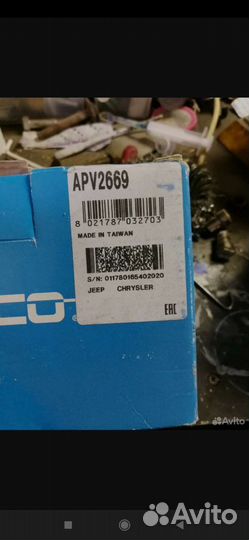 APV2669
8 021787 032703
MADE IN TAIWAN
S/N: 011780165402020
JEEP CHRYSLER
CO
EAC
Avito